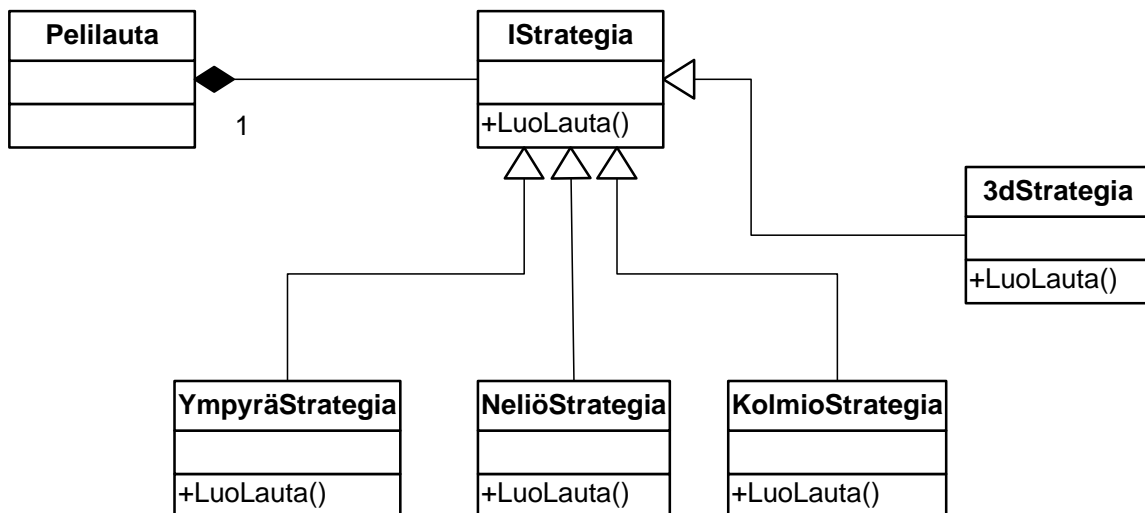 Pelilauta
1
IStrategia
+LuoLauta()
3dStrategia
+LuoLauta()
YmpyräStrategia
+LuoLauta()
NeliöStrategia
+LuoLauta()
KolmioStrategia
+LuoLauta()